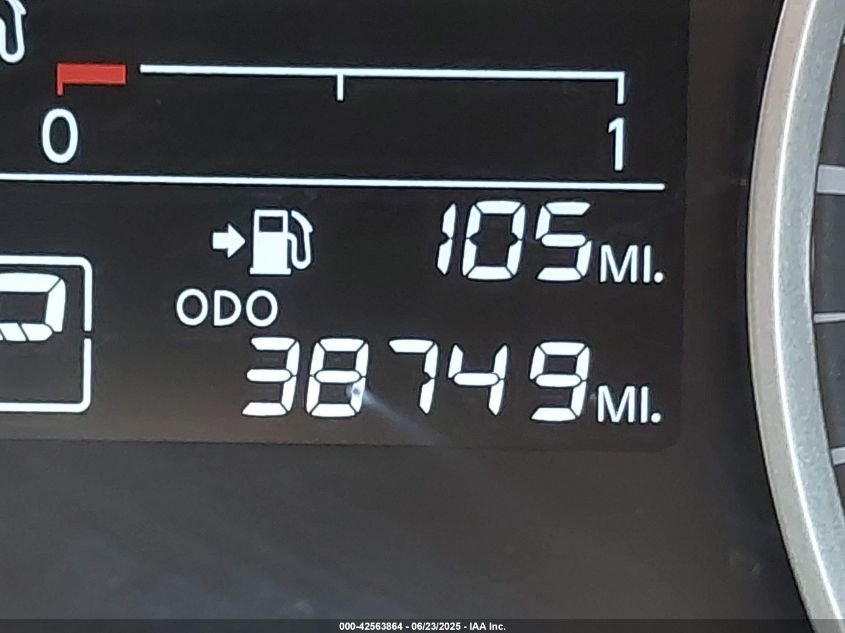 0 1
105 MI.
ODO
38749 MI.
000-42563864 - 06/23/2025 - IAA Inc.